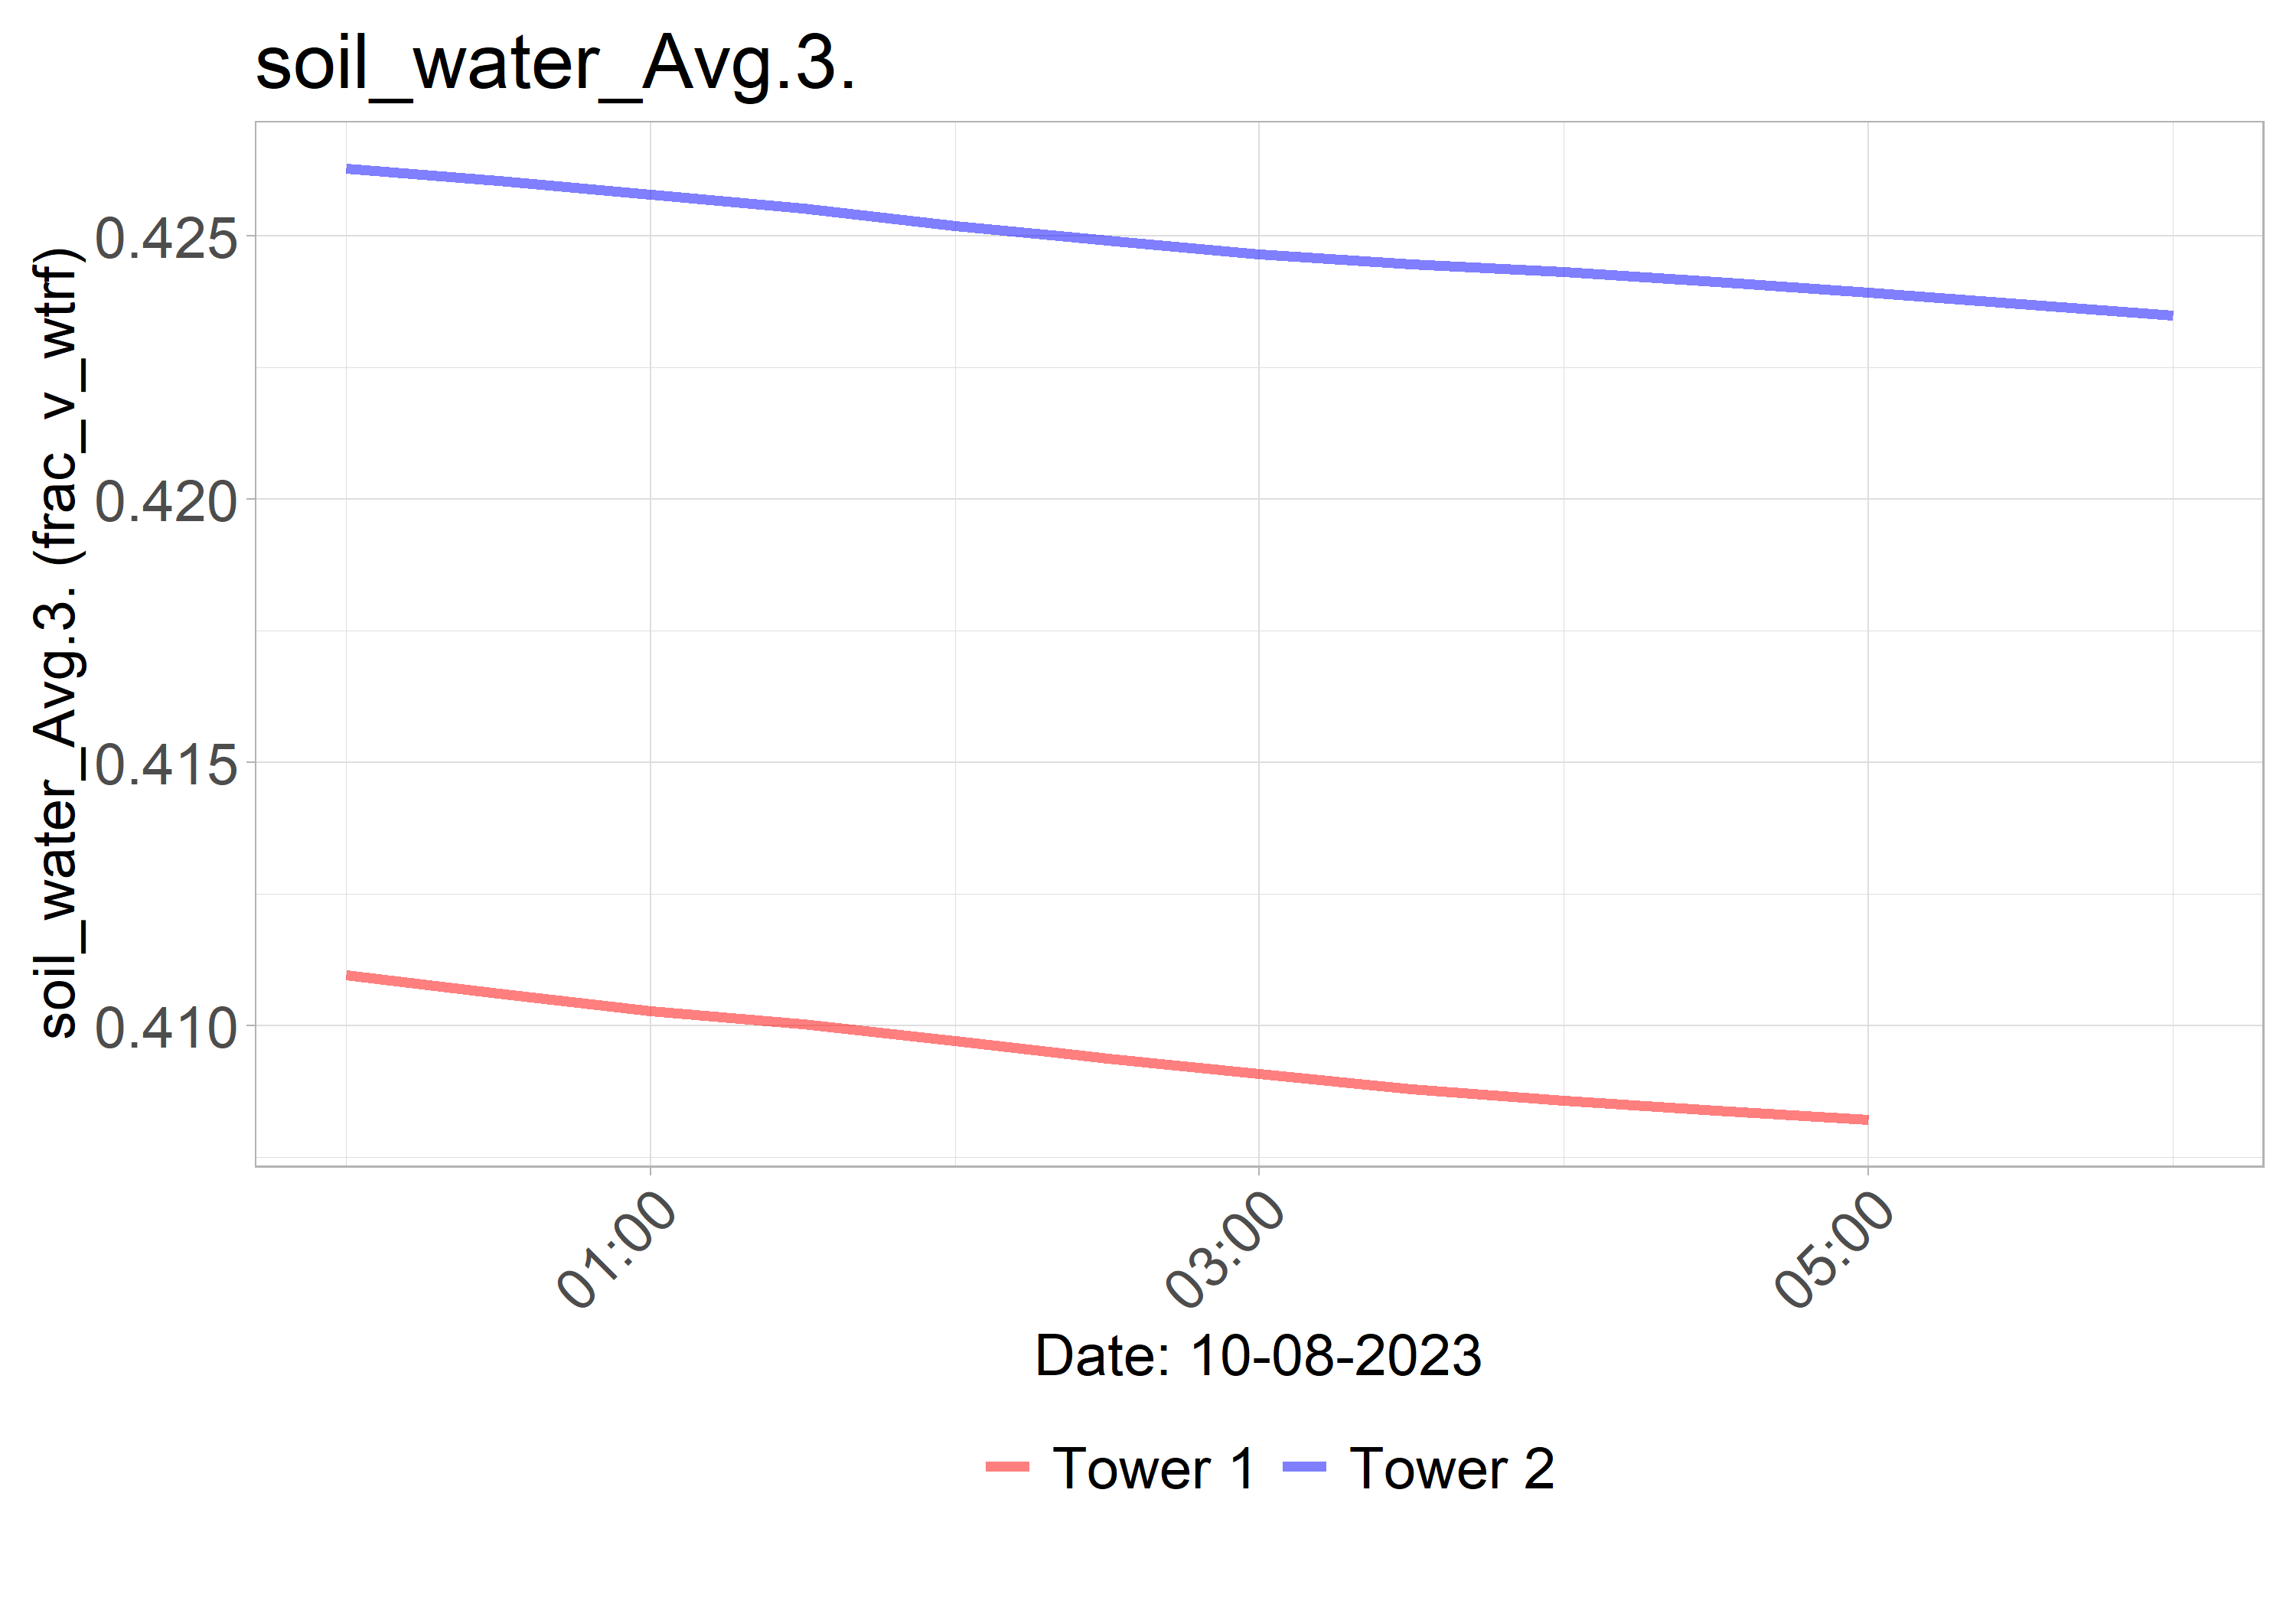 soil_water_Avg.3.
soil_water_Avg.3. (frac_v_wtrf)
0.425
0.420
0.415
0.410
01:00
03:00
05:00
Date: 10-08-2023
Tower 1
Tower 2